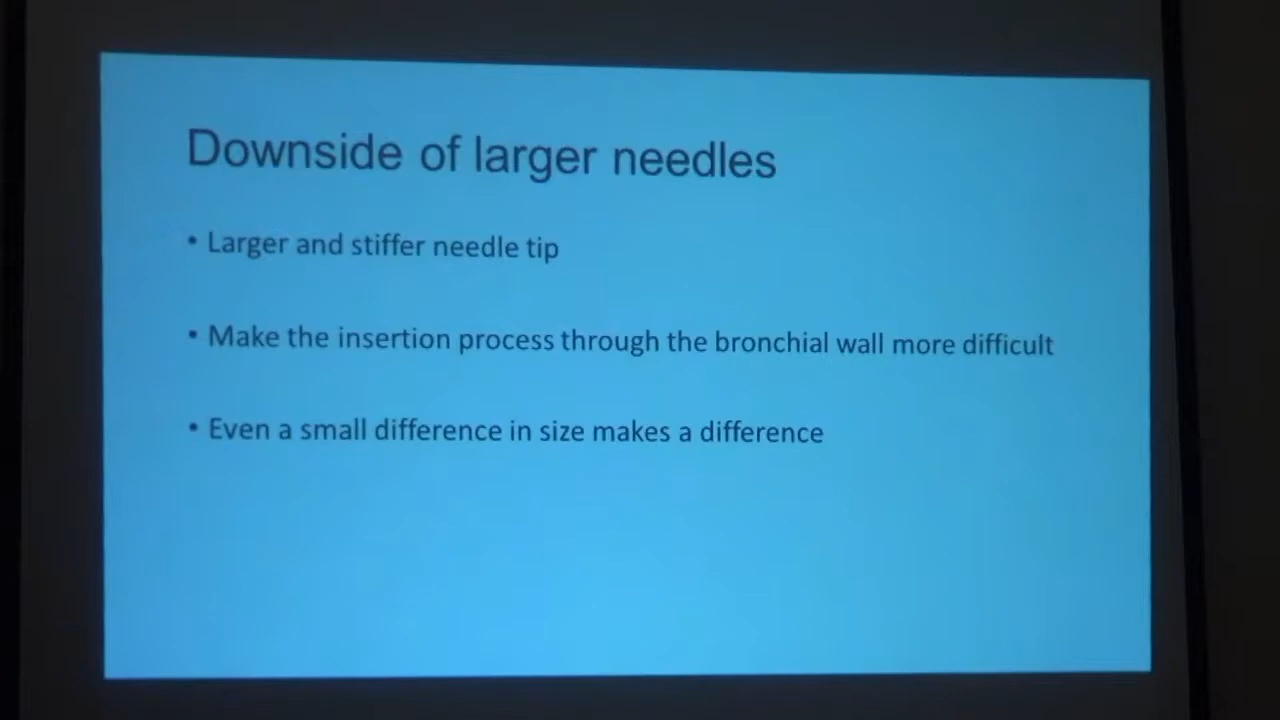 Downside of larger needles
• Larger and stiffer needle tip
• Make the insertion process through the bronchial wall more difficult
• Even a small difference in size makes a difference